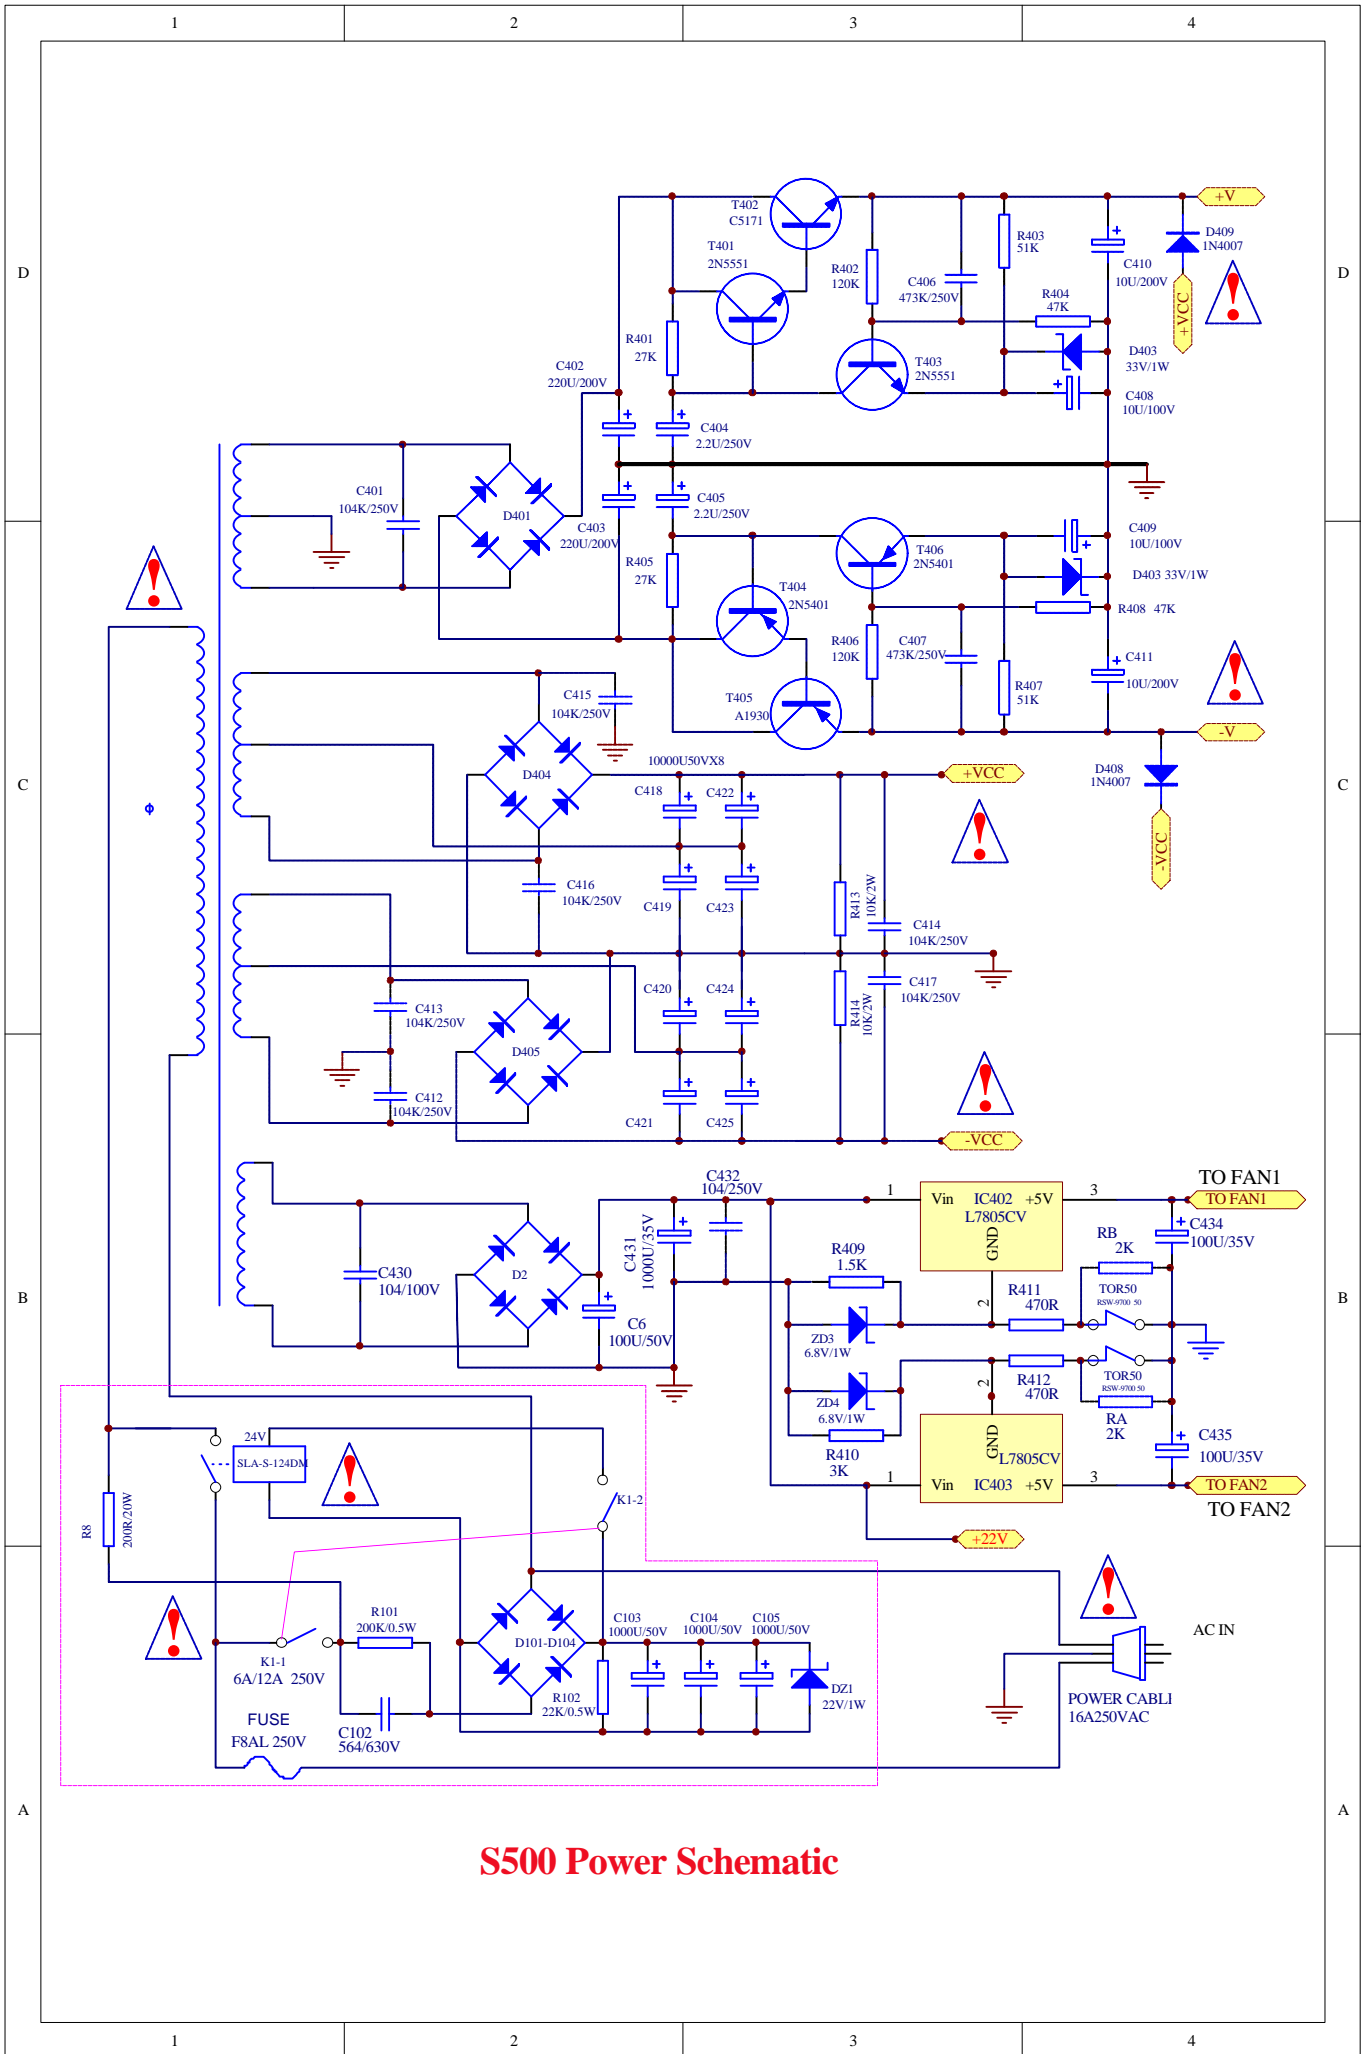 1 2 3 4
D
C
B
A
D
C
B
A
T402
C5171
T401
2N5551
R402
120K
C406
473K/250V
R403
51K
C410
10U/200V
D409
1N4007
+V
+VCC
R404
47K
R401
27K
C402
220U/200V
T403
2N5551
D403
33V/1W
C408
10U/100V
C404
2.2U/250V
C401
104K/250V
D401
C403
220U/200V
C405
2.2U/250V
R405
27K
T404
2N5401
T406
2N5401
C409
10U/100V
D403 33V/1W
R408 47K
R406
120K
C407
473K/250V
R407
51K
C411
10U/200V
T405
A1930
-V
D408
1N4007
-VCC
C415
104K/250V
D404
10000U50VX8
C418
C422
+VCC
Φ
C416
104K/250V
C419
C423
R413
10K/2W
C414
104K/250V
C413
104K/250V
D405
C420
C424
R414
10K/2W
C417
104K/250V
C412
104K/250V
C421
C425
-VCC
C430
104/100V
D2
C6
100U/50V
C431
1000U/35V
C432
104/250V
1
Vin IC402 +5V
L7805CV
GND
3
2
TO FAN1
TO FAN1
C434
100U/35V
RB
2K
R409
1.5K
R411
470R
TOR50
RSW-9700 50
ZD3
6.8V/1W
ZD4
6.8V/1W
R412
470R
TOR50
RSW-9700 50
RA
2K
R410
3K
2
GND
L7805CV
1
Vin IC403 +5V
3
C435
100U/35V
TO FAN2
TO FAN2
+22V
24V
SLA-S-124DM
K1-2
R8
200R/20W
R101
200K/0.5W
K1-1
6A/12A 250V
D101-D104
C103
1000U/50V
C104
1000U/50V
C105
1000U/50V
R102
22K/0.5W
DZ1
22V/1W
C102
564/630V
FUSE
F8AL 250V
AC IN
POWER CABLI
16A250VAC
S500 Power Schematic
1 2 3 4